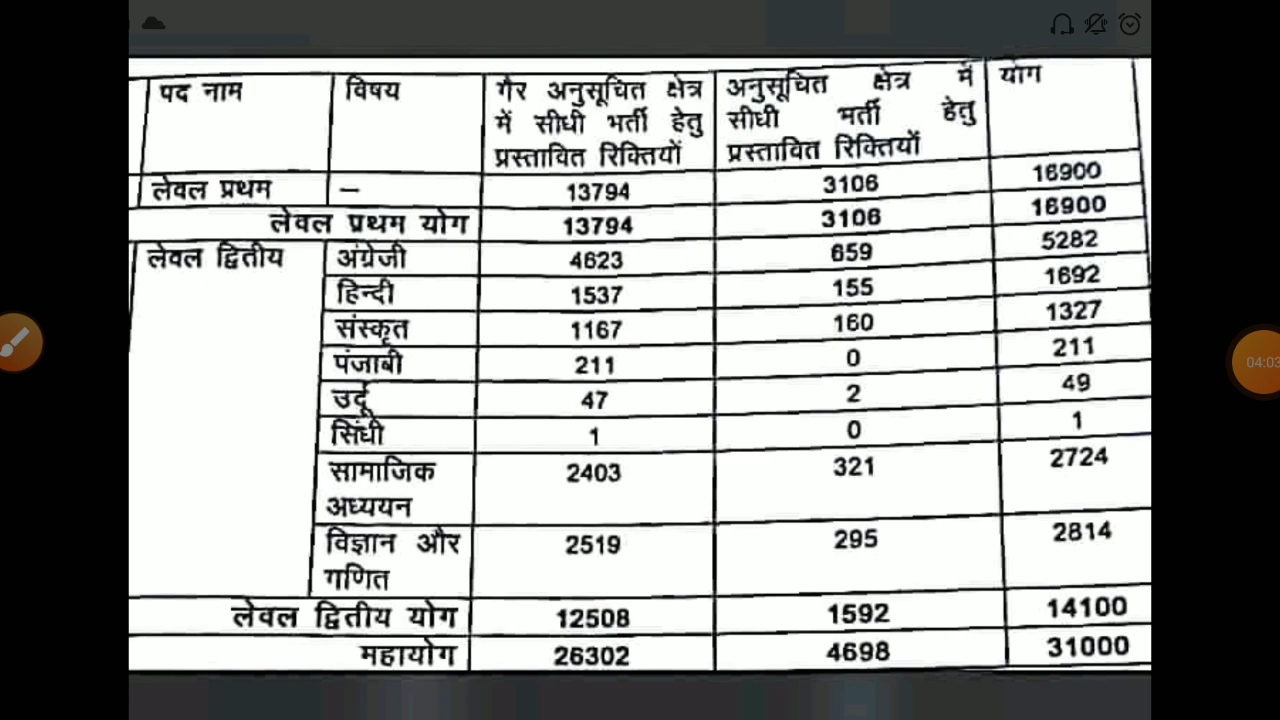 पद नाम विषय गैर अनुसूचित क्षेत्र अनुसूचित क्षेत्र में योग
में सीधी भर्ती हेतु सीधी भर्ती हेतु
प्रस्तावित रिक्तियों प्रस्तावित रिक्तियों
लेवल प्रथम — 13794 3106 16900
लेवल प्रथम योग 13794 3106 16900
लेवल द्वितीय अंग्रेजी 4623 659 5282
हिन्दी 1537 155 1692
संस्कृत 1167 160 1327
पंजाबी 211 0 211
उर्दू 47 2 49
सिंधी 1 0 1
सामाजिक 2403 321 2724
अध्ययन
विज्ञान और 2519 295 2814
गणित
लेवल द्वितीय योग 12508 1592 14100
महायोग 26302 4698 31000
04:03